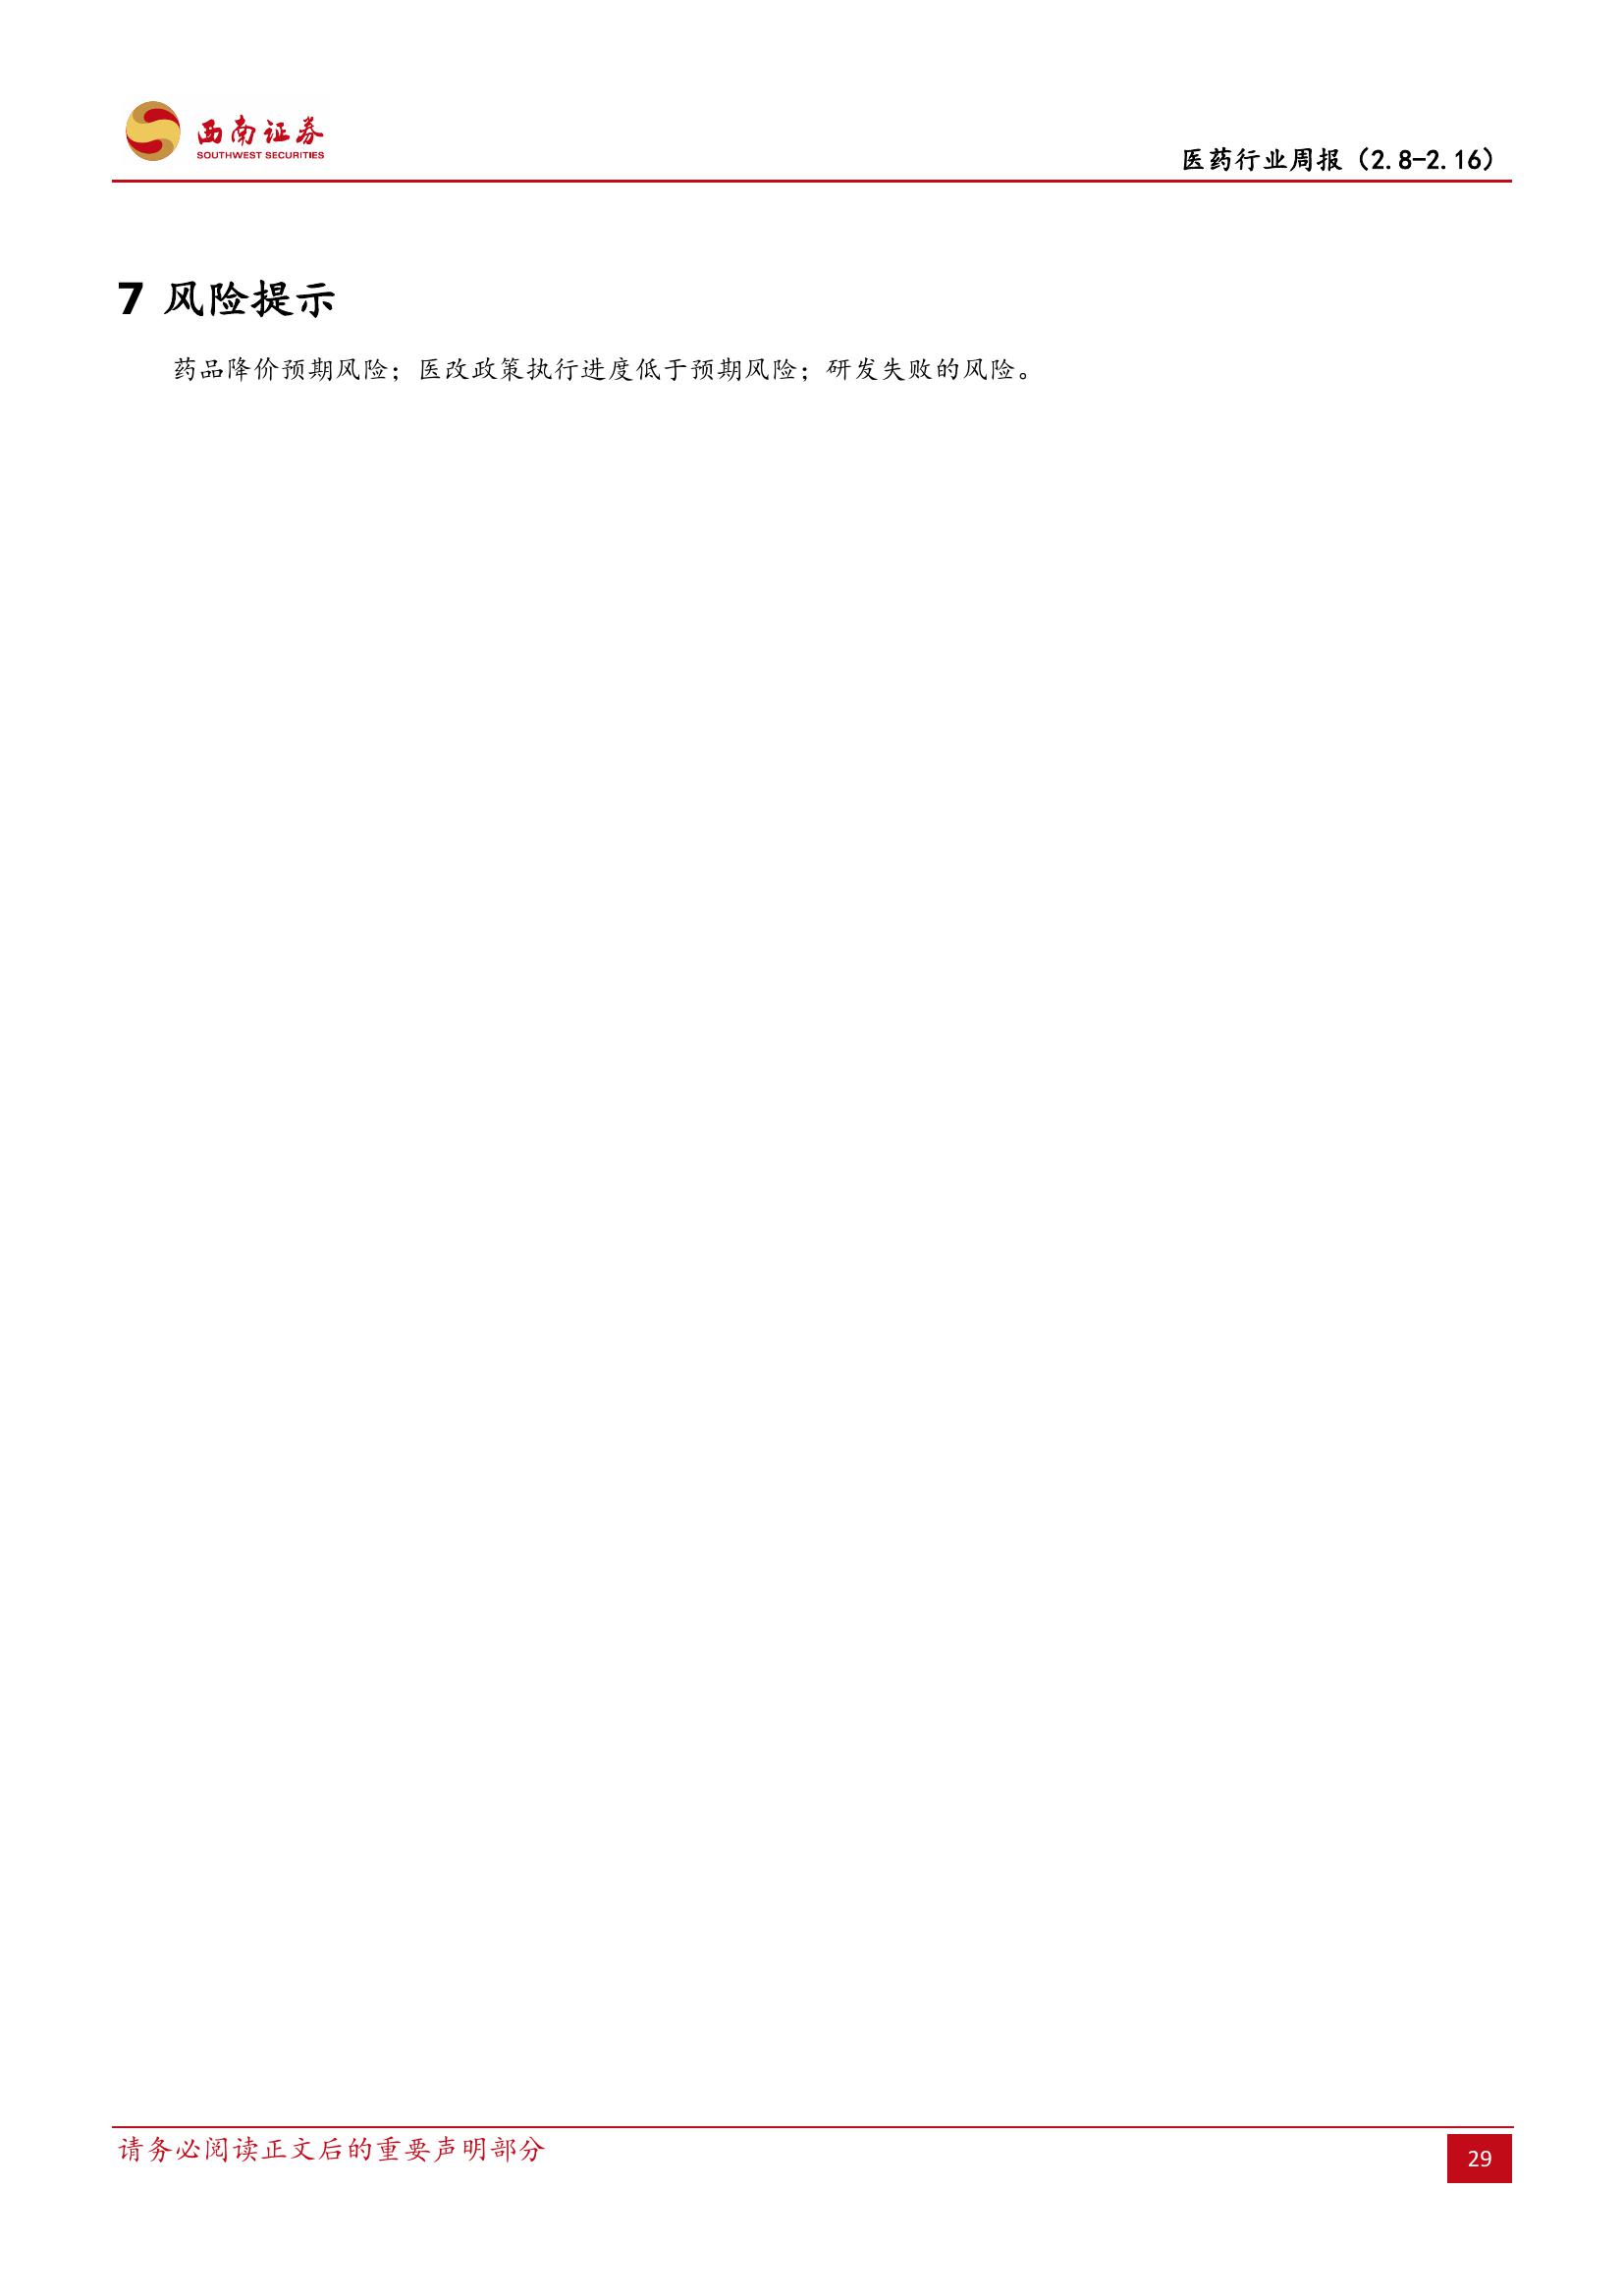 西南证券
SOUTHWEST SECURITIES
医药行业周报（2.8-2.16）
7 风险提示
药品降价预期风险；医改政策执行进度低于预期风险；研发失败的风险。
请务必阅读正文后的重要声明部分
29